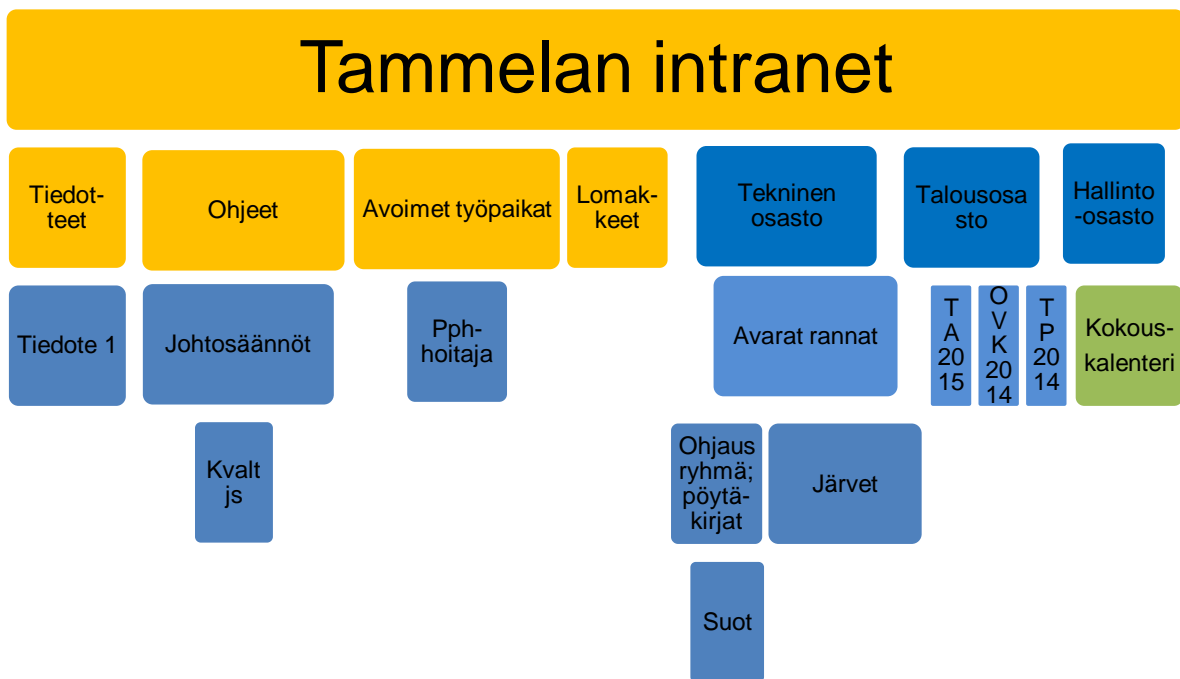 Tammelan intranet
Tiedot-
teet
Ohjeet
Avoimet työpaikat
Lomak-
keet
Tekninen
osasto
Talousosa
sto
Hallinto
-osasto
Tiedote 1
Johtosäännöt
Pph-
hoitaja
Avarat rannat
T
A
20
15
O
V
K
20
14
T
P
20
14
Kokous-
kalenteri
Kvalt
js
Ohjaus
ryhmä;
pöytä-
kirjat
Järvet
Suot